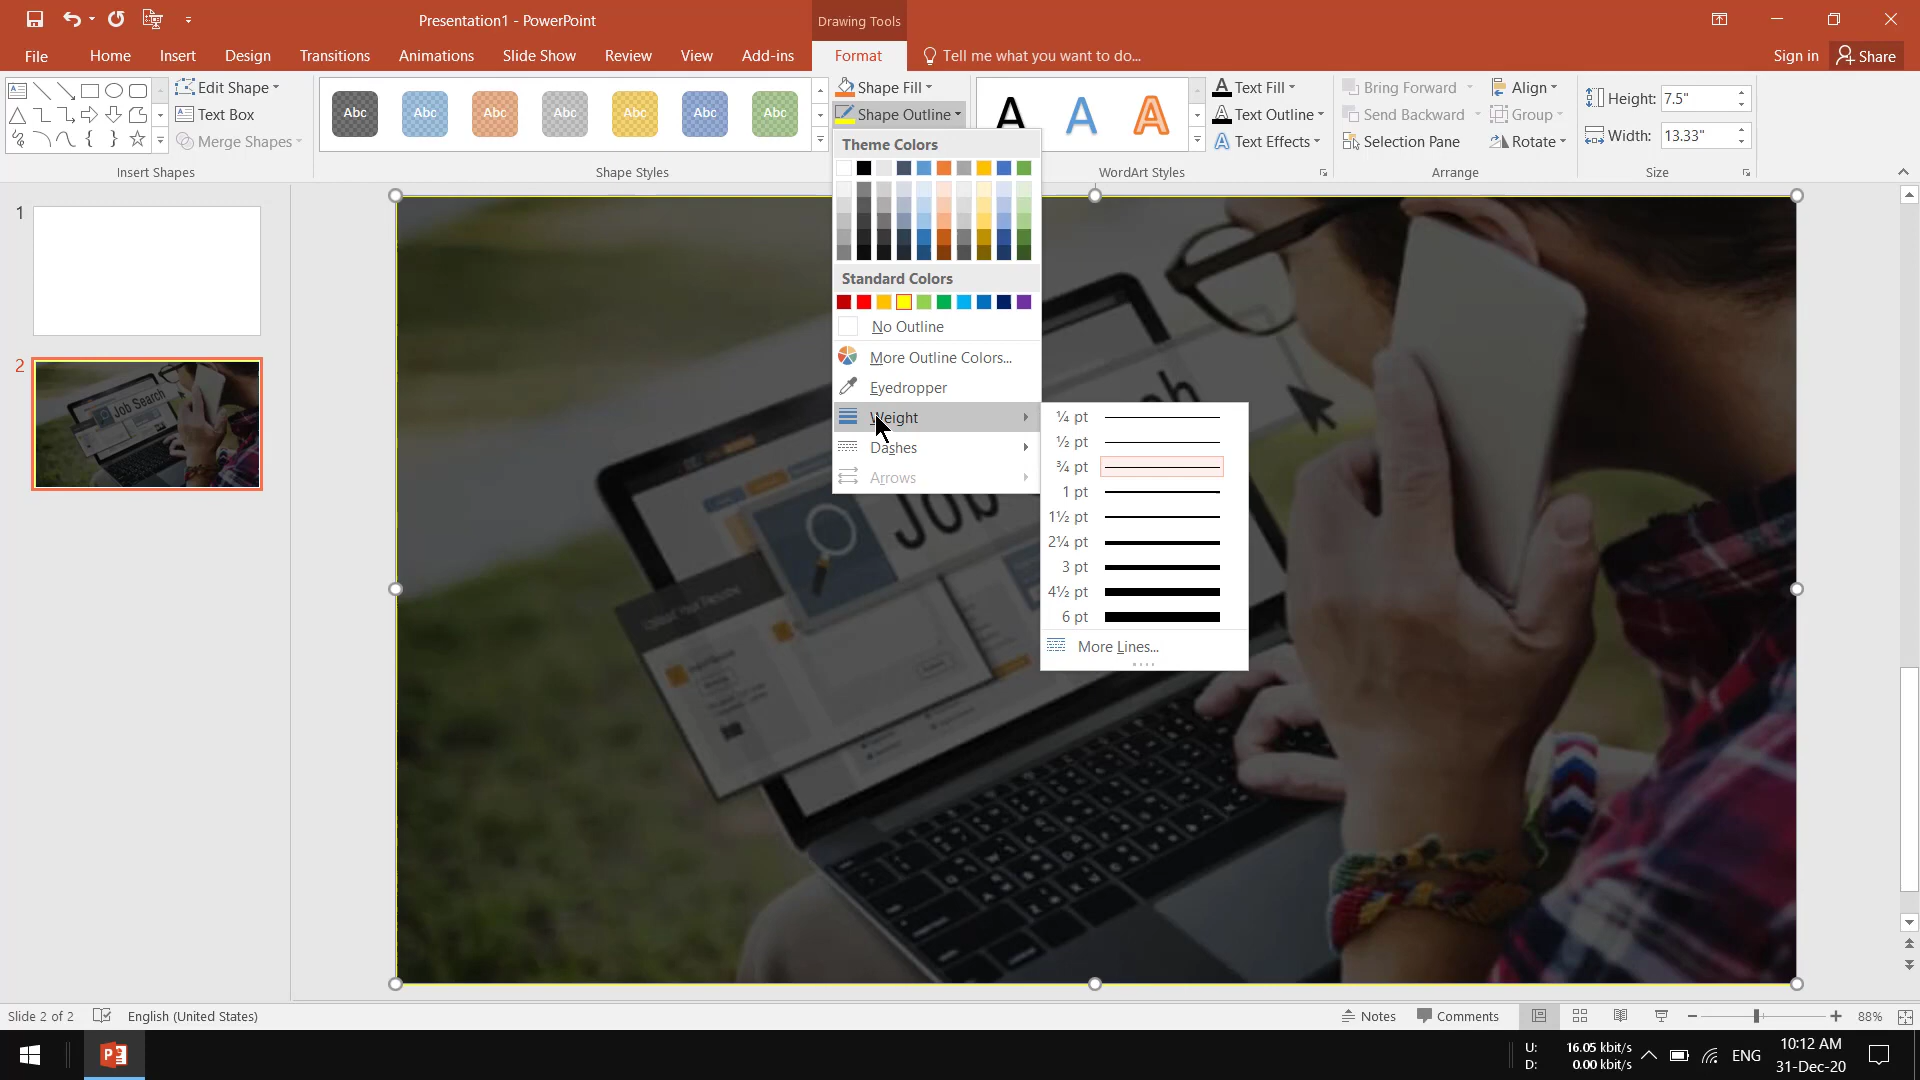 Presentation1 - PowerPoint
Drawing Tools
File
Home
Insert
Design
Transitions
Animations
Slide Show
Review
View
Add-ins
Format
Tell me what you want to do...
Sign in
Share
Edit Shape
Text Box
Merge Shapes
Insert Shapes
Abc
Abc
Abc
Abc
Abc
Abc
Abc
Shape Styles
Shape Fill
Shape Outline
A
A
A
WordArt Styles
Text Fill
Text Outline
Text Effects
Bring Forward
Send Backward
Selection Pane
Align
Group
Rotate
Arrange
Height: 7.5"
Width: 13.33"
Size
Theme Colors
Standard Colors
No Outline
More Outline Colors...
Eyedropper
Weight
Dashes
Arrows
¼ pt
½ pt
¾ pt
1 pt
1½ pt
2¼ pt
3 pt
4½ pt
6 pt
More Lines...
1
2
Job Search
Job
Slide 2 of 2
English (United States)
Notes
Comments
88%
U: 16.05 kbit/s
D: 0.00 kbit/s
ENG
10:12 AM
31-Dec-20